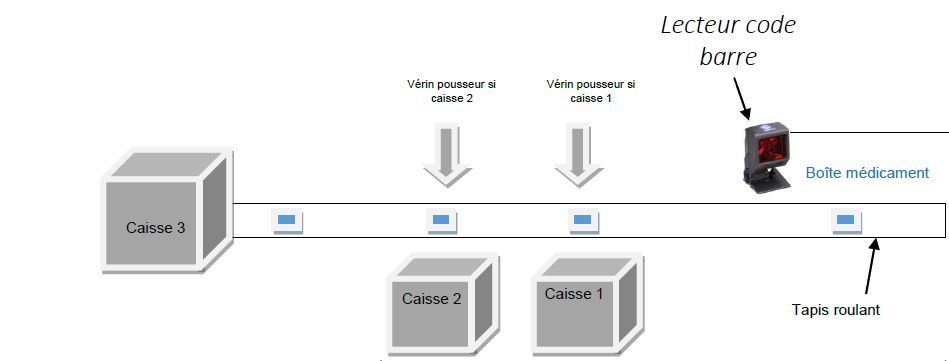 Lecteur code
barre
Vérin pousseur si
caisse 2
Vérin pousseur si
caisse 1
Boîte médicament
Caisse 3
Caisse 2
Caisse 1
Tapis roulant